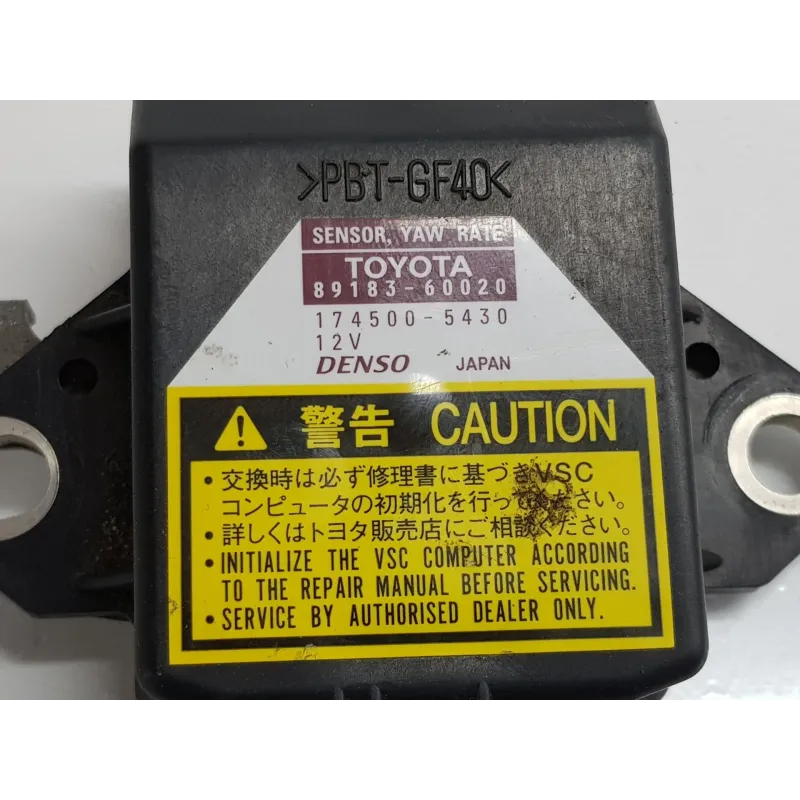 >PBT-GF40<
SENSOR, YAW RATE
TOYOTA
89183-60020
174500-5430
12V
DENSO JAPAN
警告 CAUTION
・交換時は必ず修理書に基づきVSC
コンピュータの初期化を行ってください。
・詳しくはトヨタ販売店にご相談ください。
・INITIALIZE THE VSC COMPUTER ACCORDING
TO THE REPAIR MANUAL BEFORE SERVICING.
・SERVICE BY AUTHORISED DEALER ONLY.